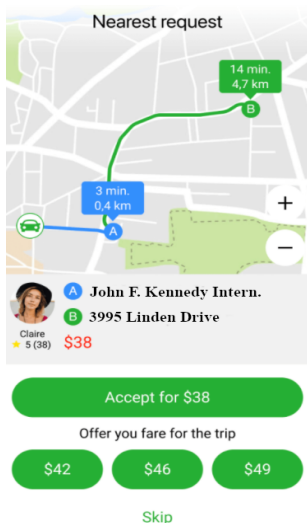 Nearest request
14 min.
4,7 km
B
3 min.
0,4 km
A
+
−
A John F. Kennedy Intern.
B 3995 Linden Drive
Claire
5 (38)
$38
Accept for $38
Offer you fare for the trip
$42 $46 $49
Skip